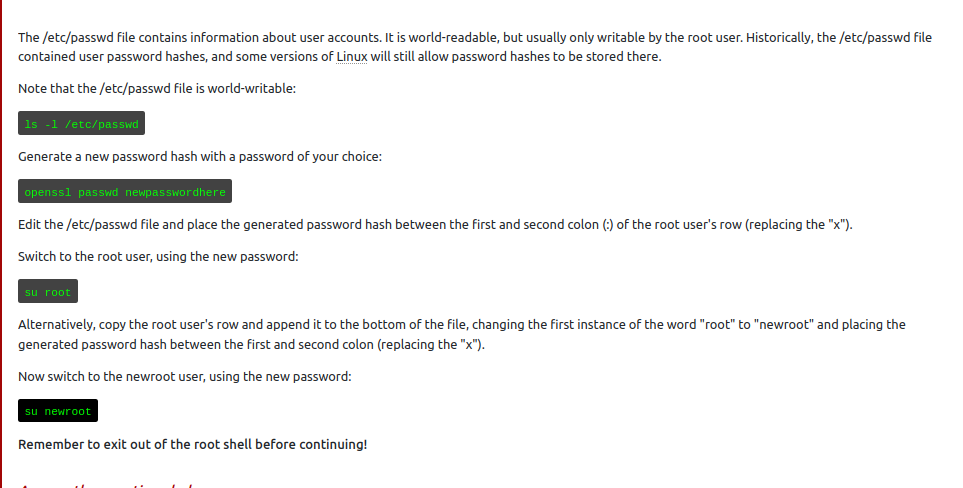 The /etc/passwd file contains information about user accounts. It is world-readable, but usually only writable by the root user. Historically, the /etc/passwd file
contained user password hashes, and some versions of Linux will still allow password hashes to be stored there.
Note that the /etc/passwd file is world-writable:
ls -l /etc/passwd
Generate a new password hash with a password of your choice:
openssl passwd newpasswordhere
Edit the /etc/passwd file and place the generated password hash between the first and second colon (:) of the root user's row (replacing the "x").
Switch to the root user, using the new password:
su root
Alternatively, copy the root user's row and append it to the bottom of the file, changing the first instance of the word "root" to "newroot" and placing the
generated password hash between the first and second colon (replacing the "x").
Now switch to the newroot user, using the new password:
su newroot
Remember to exit out of the root shell before continuing!